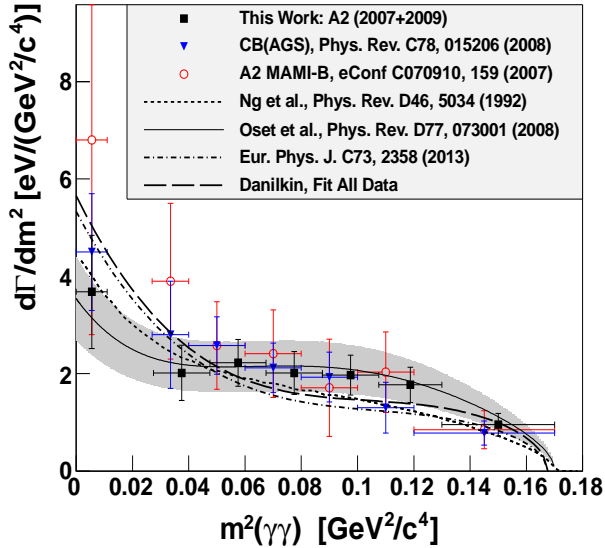 This Work: A2 (2007+2009)
CB(AGS), Phys. Rev. C78, 015206 (2008)
A2 MAMI-B, eConf C070910, 159 (2007)
Ng et al., Phys. Rev. D46, 5034 (1992)
Oset et al., Phys. Rev. D77, 073001 (2008)
Eur. Phys. J. C73, 2358 (2013)
Danilkin, Fit All Data
dΓ/dm² [eV/(GeV²/c⁴)]
8
6
4
2
0
0 0.02 0.04 0.06 0.08 0.1 0.12 0.14 0.16 0.18
m²(γγ) [GeV²/c⁴]